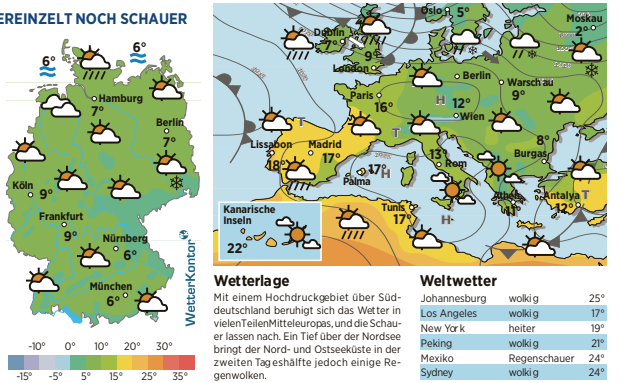 EREINZELT NOCH SCHAUER
6°
6°
Hamburg
7°
Berlin
7°
Köln
9°
Frankfurt
9°
Nürnberg
6°
München
6°
WetterKontor
-10° 0° 10° 20° 30°
-15° -5° 5° 15° 25° 35°
Oslo 5°
Moskau
2°
Dublin
7°
9°
London
Berlin
Warschau
9°
Paris
16°
H
12°
Wien
T
T
Lissabon
18°
Madrid
17°
13°
Rom
8°
Burgas
17°
H
Palma
Athen
11°
Antalya
12°
T
Tunis
17°
H
Kanarische
Inseln
22°
Wetterlage
Mit einem Hochdruckgebiet über Süd-
deutschland beruhigt sich das Wetter in
vielenTeilenMitteleuropas,und die Schau-
er lassen nach. Ein Tief über der Nordsee
bringt der Nord- und Ostseeküste in der
zweiten Tageshälfte jedoch einige Re-
genwolken.
Weltwetter
Johannesburg wolkig 25°
Los Angeles wolkig 17°
New York heiter 19°
Peking wolkig 21°
Mexiko Regenschauer 24°
Sydney wolkig 24°